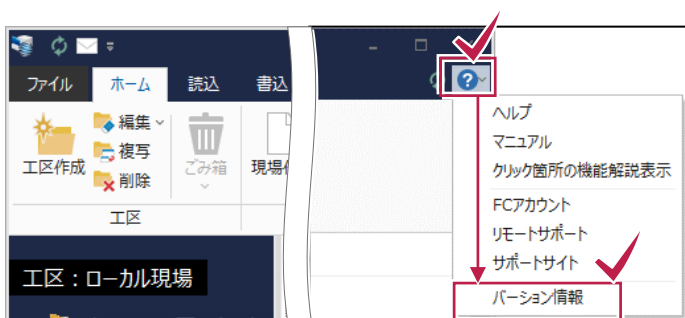 ファイル ホーム 読込 書込
工区作成
編集
複写
削除
ごみ箱
工区
工区：ローカル現場
ヘルプ
マニュアル
クリック箇所の機能解説表示
FCアカウント
リモートサポート
サポートサイト
バージョン情報